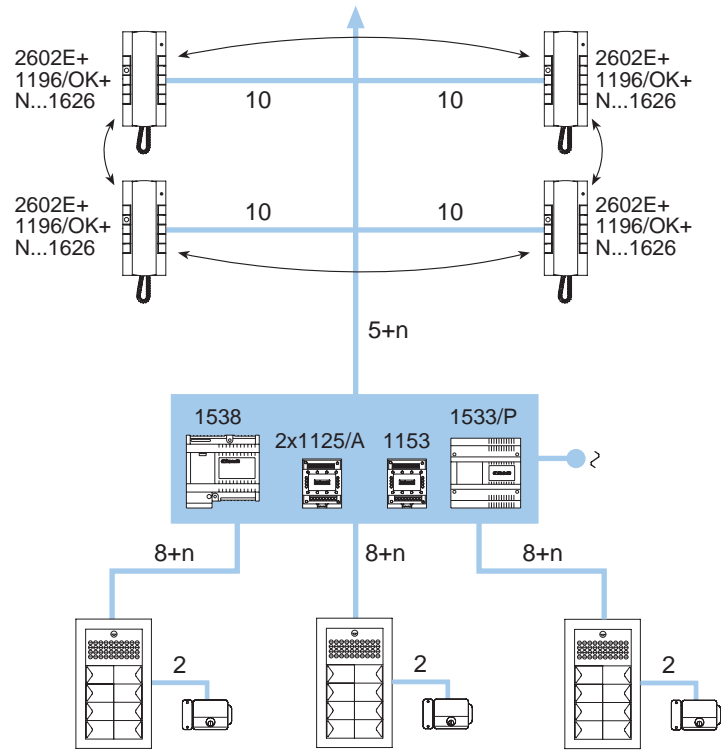 2602E+
1196/OK+
N...1626
10
10
2602E+
1196/OK+
N...1626
2602E+
1196/OK+
N...1626
10
10
2602E+
1196/OK+
N...1626
5+n
1538
2x1125/A
1153
1533/P
~
8+n
8+n
8+n
2
2
2